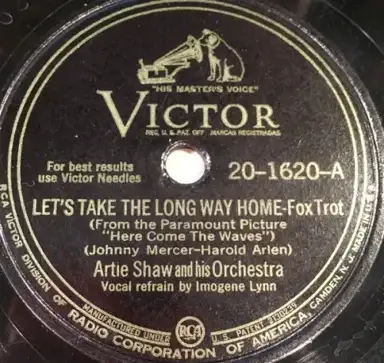 "HIS MASTER'S VOICE"
VICTOR
REG. U. S. PAT. OFF. MARCAS REGISTRADAS
For best results
use Victor Needles
20-1620-A
LET'S TAKE THE LONG WAY HOME-Fox Trot
(From the Paramount Picture
"Here Come The Waves")
(Johnny Mercer-Harold Arlen)
Artie Shaw and his Orchestra
Vocal refrain by Imogene Lynn
MANUFACTURED UNDER RCA U. S. PATENT
RCA VICTOR DIVISION OF RADIO CORPORATION OF AMERICA, CAMDEN, N. J. MADE IN U.S.A.